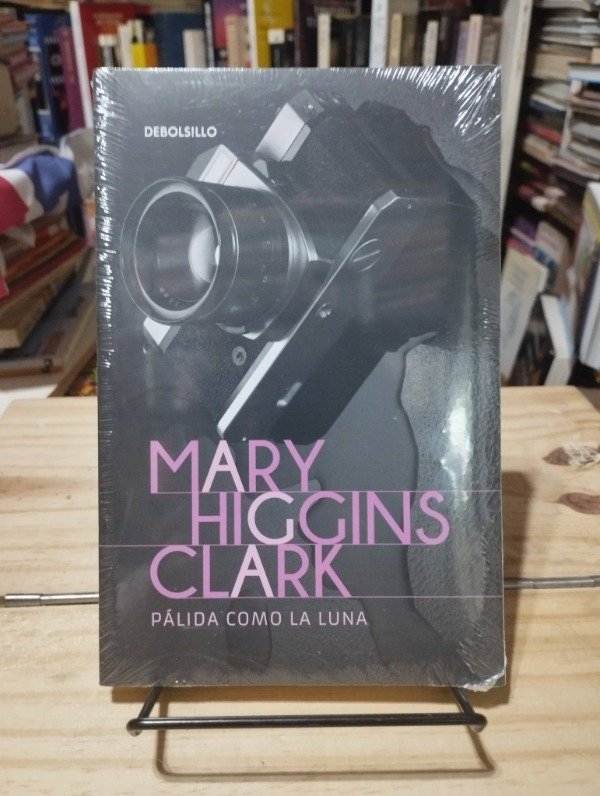 DEBOLSILLO
MARY
HIGGINS
CLARK
PÁLIDA COMO LA LUNA